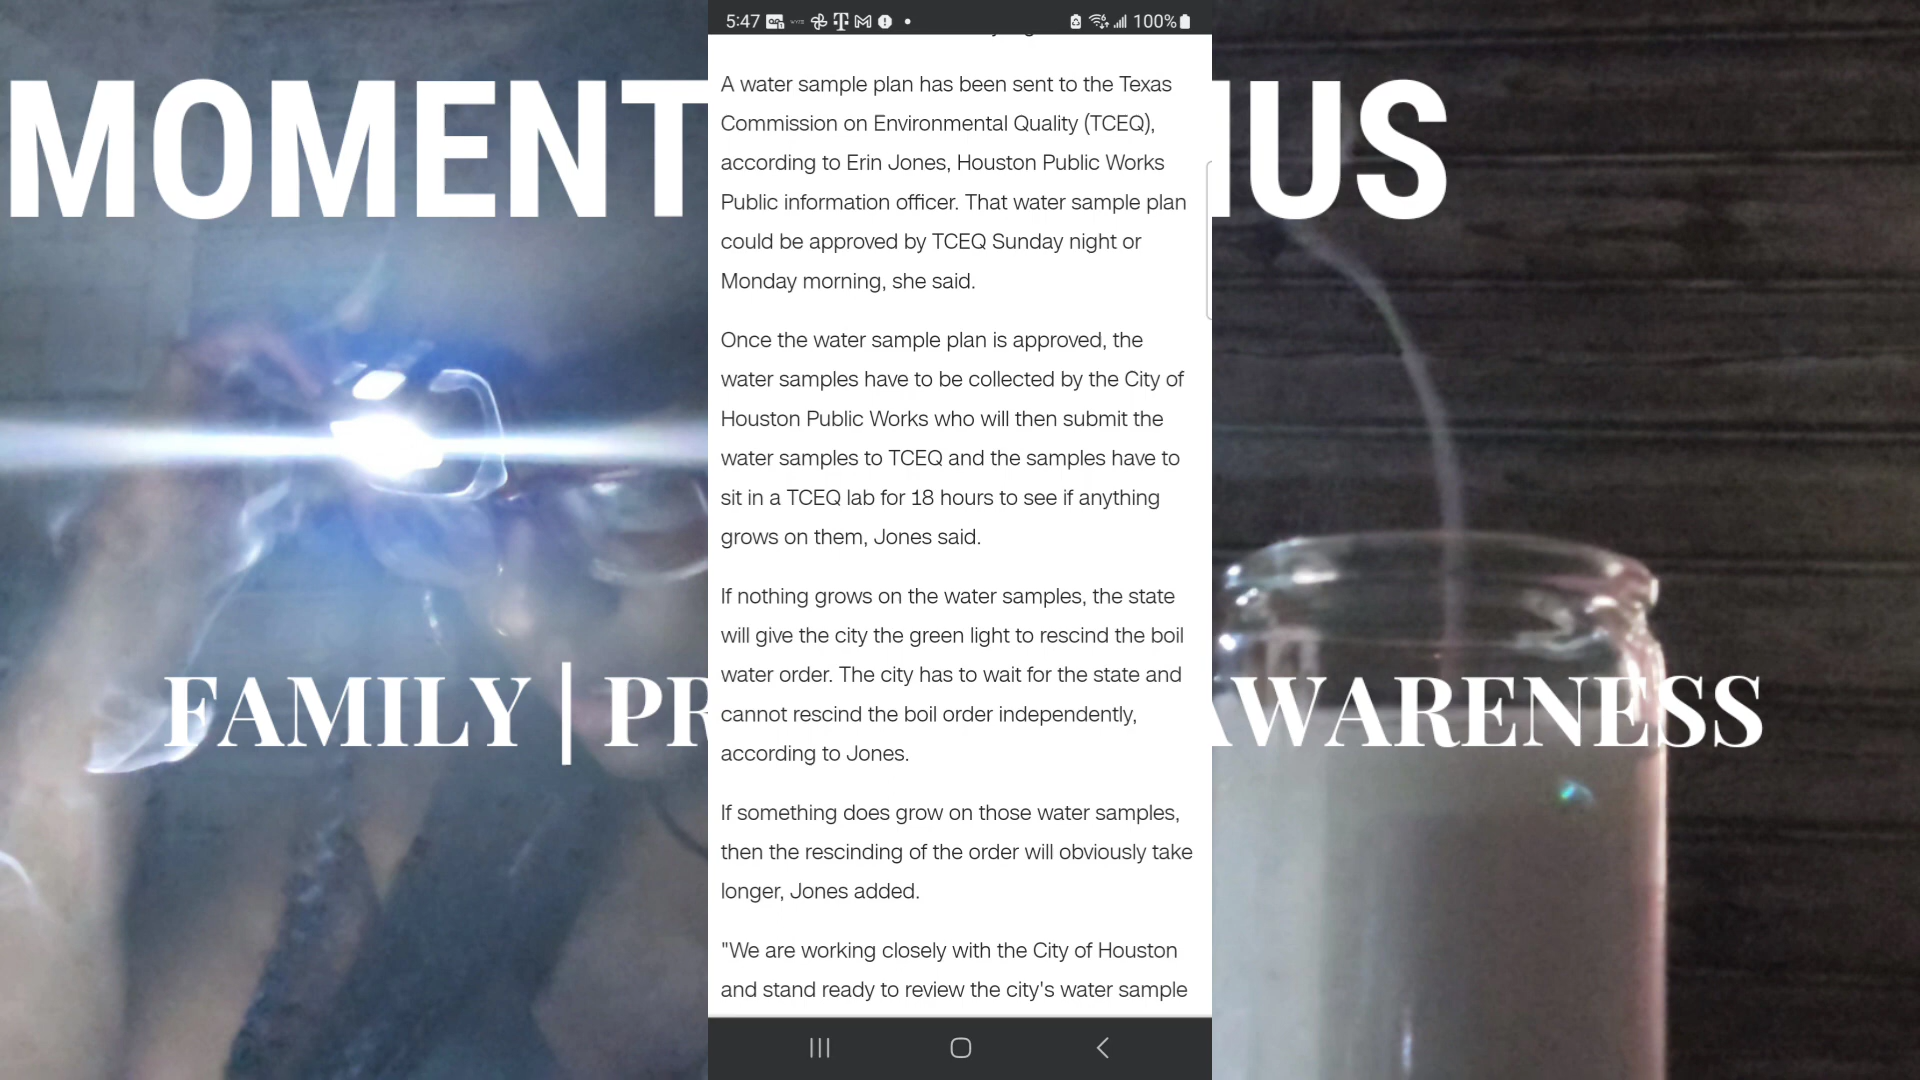 5:47
100%
MOMENT
US
A water sample plan has been sent to the Texas
Commission on Environmental Quality (TCEQ),
according to Erin Jones, Houston Public Works
Public information officer. That water sample plan
could be approved by TCEQ Sunday night or
Monday morning, she said.
Once the water sample plan is approved, the
water samples have to be collected by the City of
Houston Public Works who will then submit the
water samples to TCEQ and the samples have to
sit in a TCEQ lab for 18 hours to see if anything
grows on them, Jones said.
If nothing grows on the water samples, the state
will give the city the green light to rescind the boil
water order. The city has to wait for the state and
cannot rescind the boil order independently,
according to Jones.
FAMILY | PR
AWARENESS
If something does grow on those water samples,
then the rescinding of the order will obviously take
longer, Jones added.
"We are working closely with the City of Houston
and stand ready to review the city's water sample